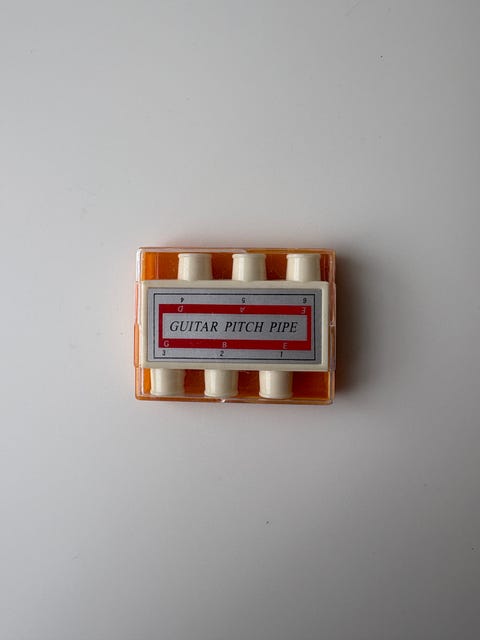 4 5 6
D A E
GUITAR PITCH PIPE
G B E
3 2 1